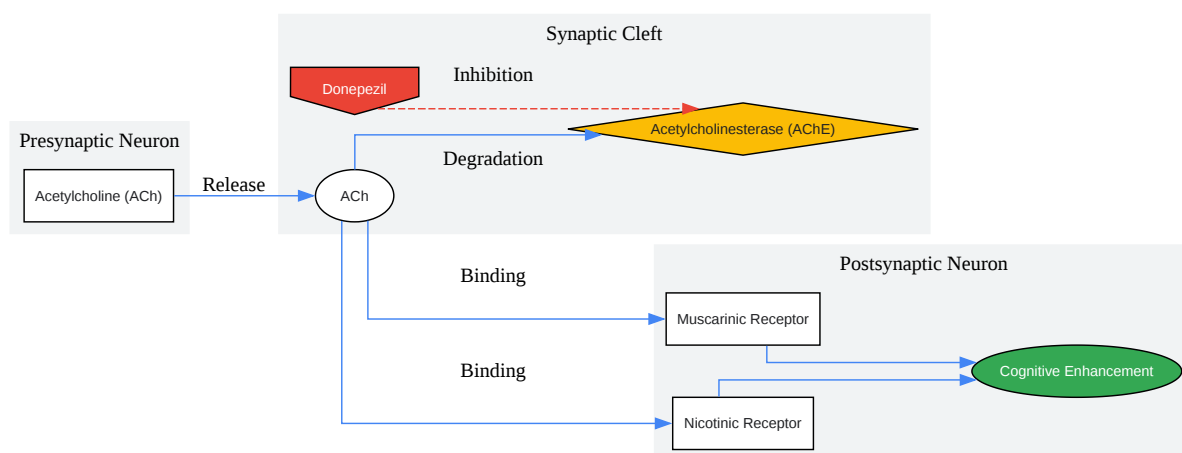 Synaptic Cleft
Inhibition
Donepezil
Acetylcholinesterase (AChE)
Presynaptic Neuron
Degradation
Release
Acetylcholine (ACh)
ACh
Postsynaptic Neuron
Binding
Muscarinic Receptor
Binding
Cognitive Enhancement
Nicotinic Receptor